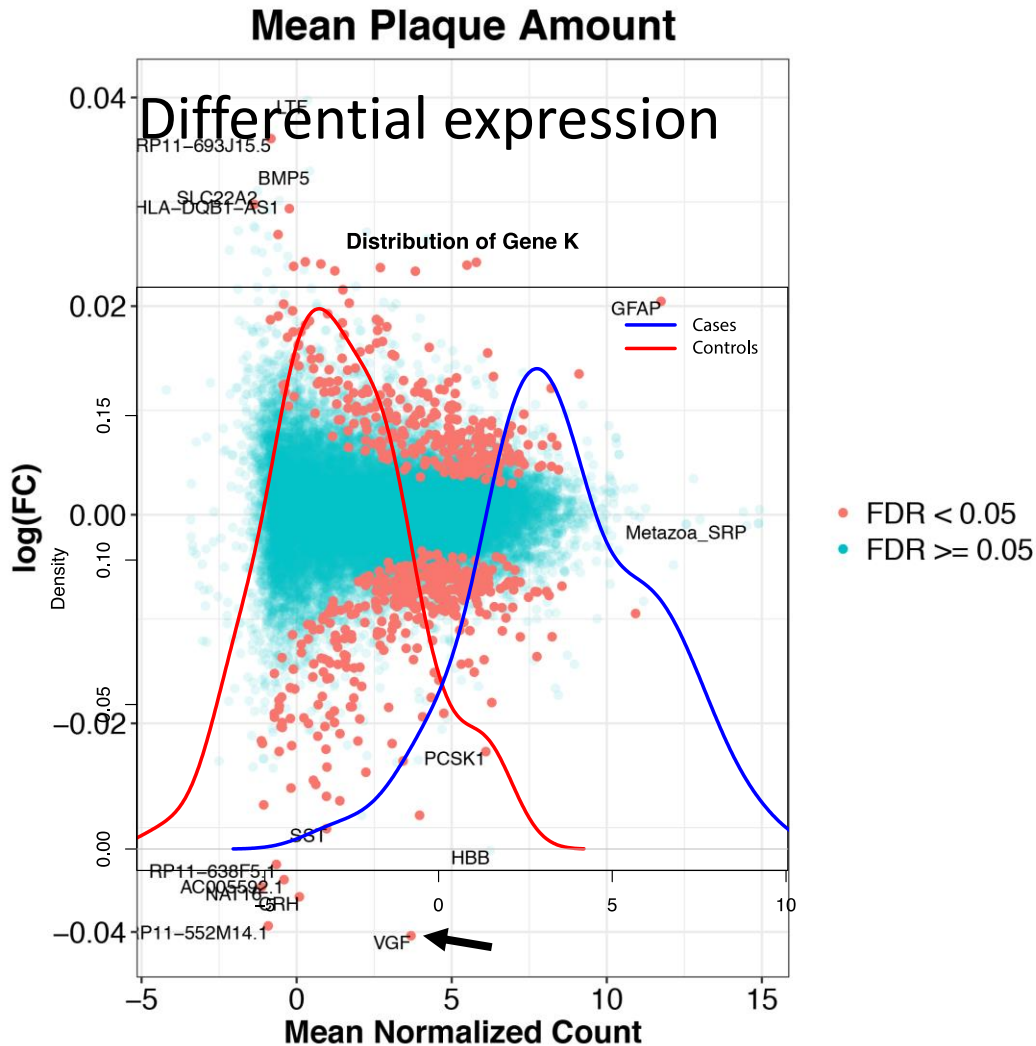 Mean Plaque Amount
Differential expression
LTF
RP11-693J15.5
BMP5
SLC22A2
HLA-DQB1-AS1
Distribution of Gene K
GFAP
Cases
Controls
Metazoa_SRP
PCSK1
SST
HBB
RP11-638F5.1
AC005592.1
NAT16
CRH
RP11-552M14.1
VGF
0.04
0.02
0.00
-0.02
-0.04
log(FC)
Density
0.15
0.10
0.05
0.00
-5
0
5
10
-5
0
5
10
15
Mean Normalized Count
FDR < 0.05
FDR >= 0.05